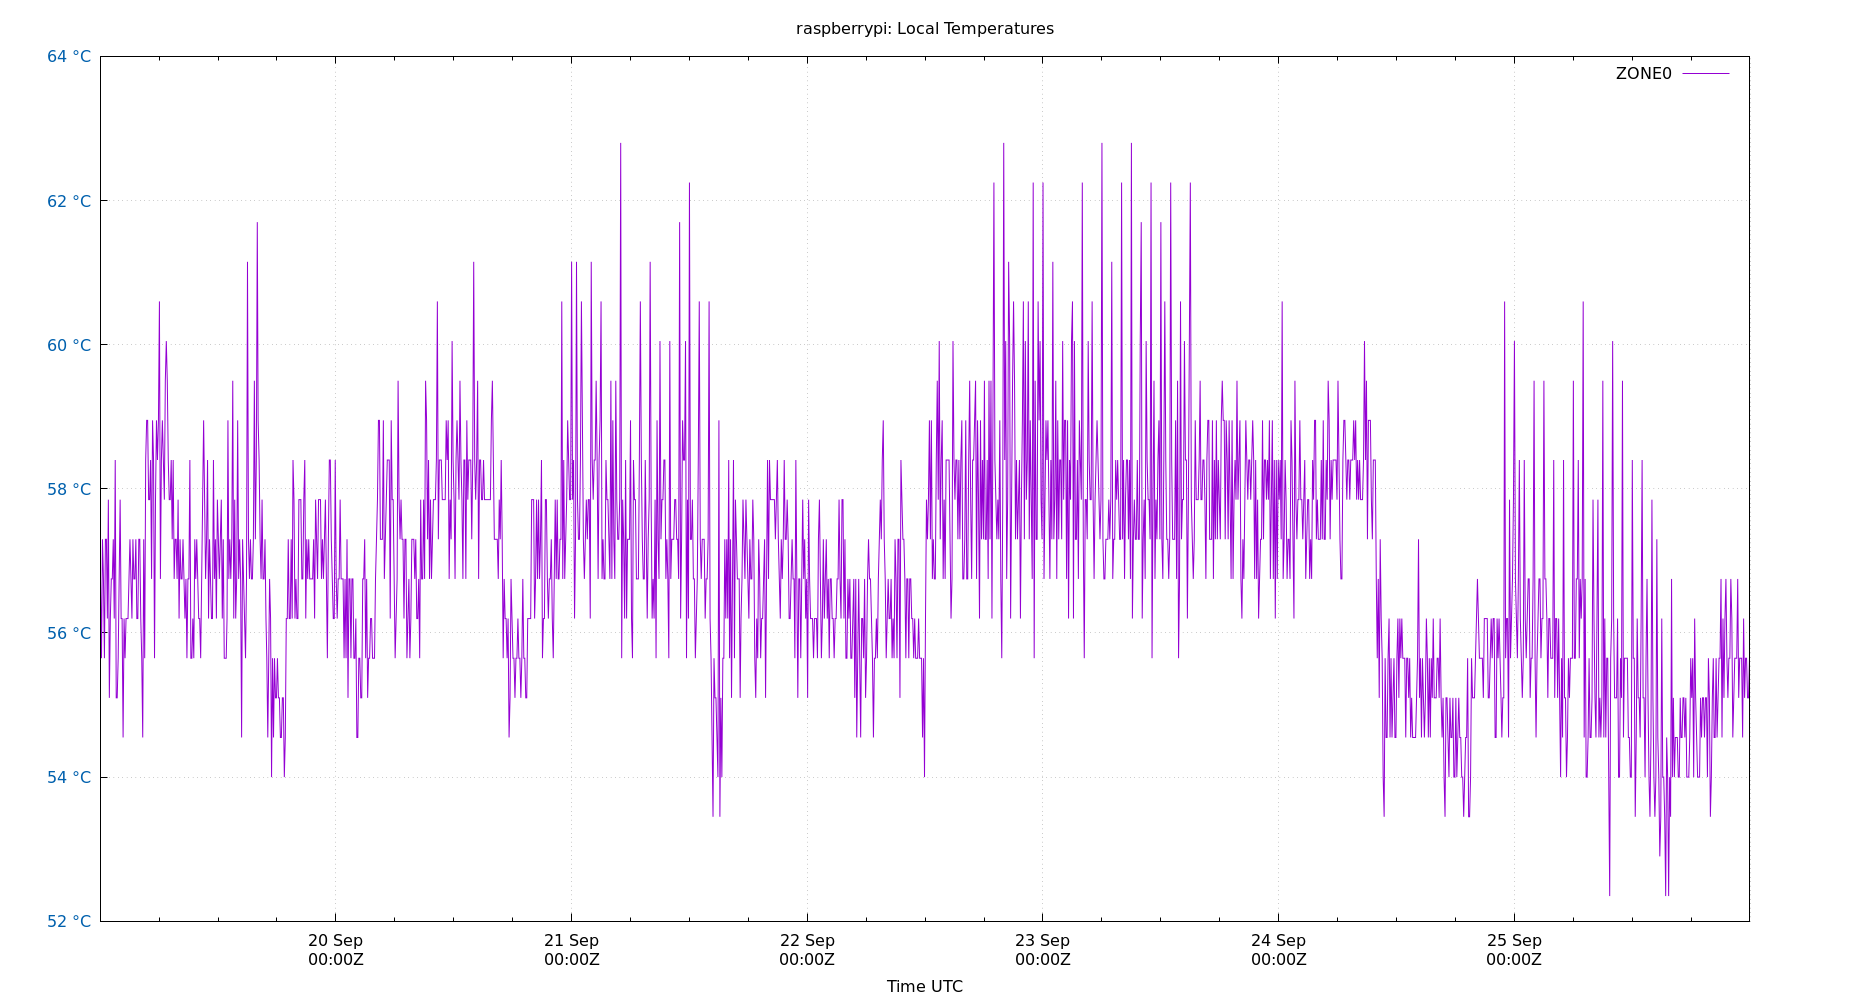 raspberrypi: Local Temperatures
64 °C
ZONE0
62 °C
60 °C
58 °C
56 °C
54 °C
52 °C
20 Sep 21 Sep 22 Sep 23 Sep 24 Sep 25 Sep
00:00Z 00:00Z 00:00Z 00:00Z 00:00Z 00:00Z
Time UTC